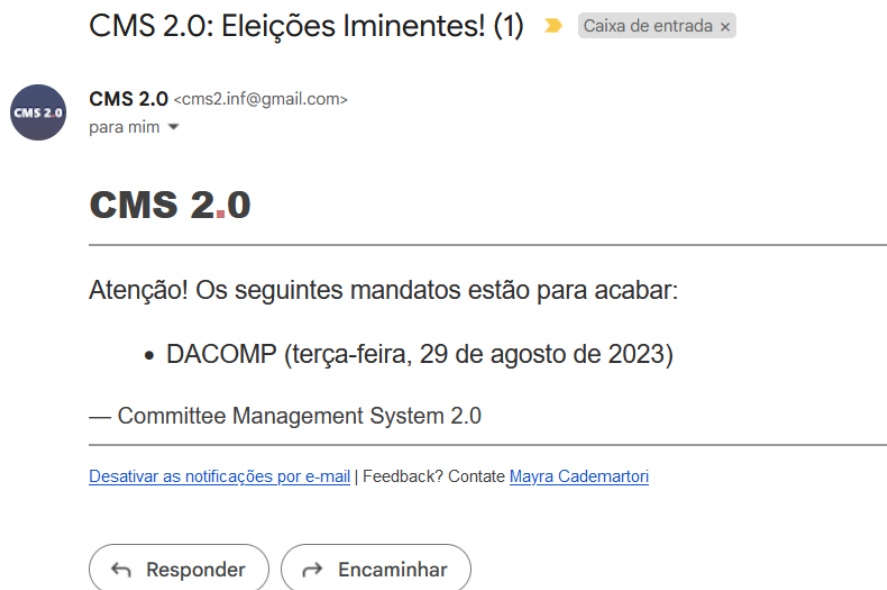 CMS 2.0: Eleições Iminentes! (1) Caixa de entrada ×
CMS 2.0
CMS 2.0 <cms2.inf@gmail.com>
para mim
CMS 2.0
Atenção! Os seguintes mandatos estão para acabar:
• DACOMP (terça-feira, 29 de agosto de 2023)
— Committee Management System 2.0
Desativar as notificações por e-mail | Feedback? Contate Mayra Cademartori
Responder Encaminhar